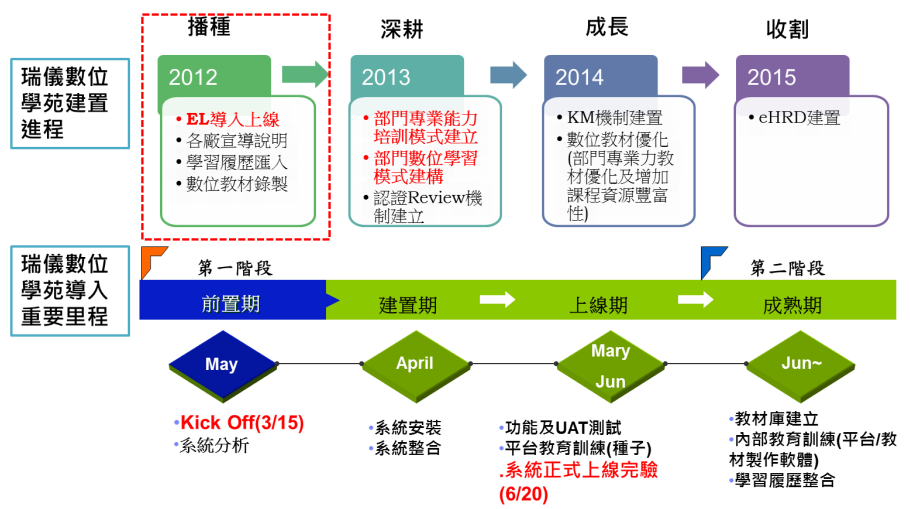 播種
深耕
成長
收割
瑞儀數位
學苑建置
進程
2012
•EL導入上線
•各廠宣導說明
•學習履歷匯入
•數位教材錄製
2013
•部門專業能力
培訓模式建立
•部門數位學習
模式建構
•認證Review機
制建立
2014
•KM機制建置
•數位教材優化
(部門專業力教
材優化及增加
課程資源豐富
性)
2015
•eHRD建置
瑞儀數位
學苑導入
重要里程
第一階段
第二階段
前置期
建置期
上線期
成熟期
May
April
Mary
Jun
Jun~
•Kick Off(3/15)
•系統分析
•系統安裝
•系統整合
•功能及UAT測試
•平台教育訓練(種子)
.系統正式上線完驗
(6/20)
•教材庫建立
•內部教育訓練(平台/教
材製作軟體)
•學習履歷整合